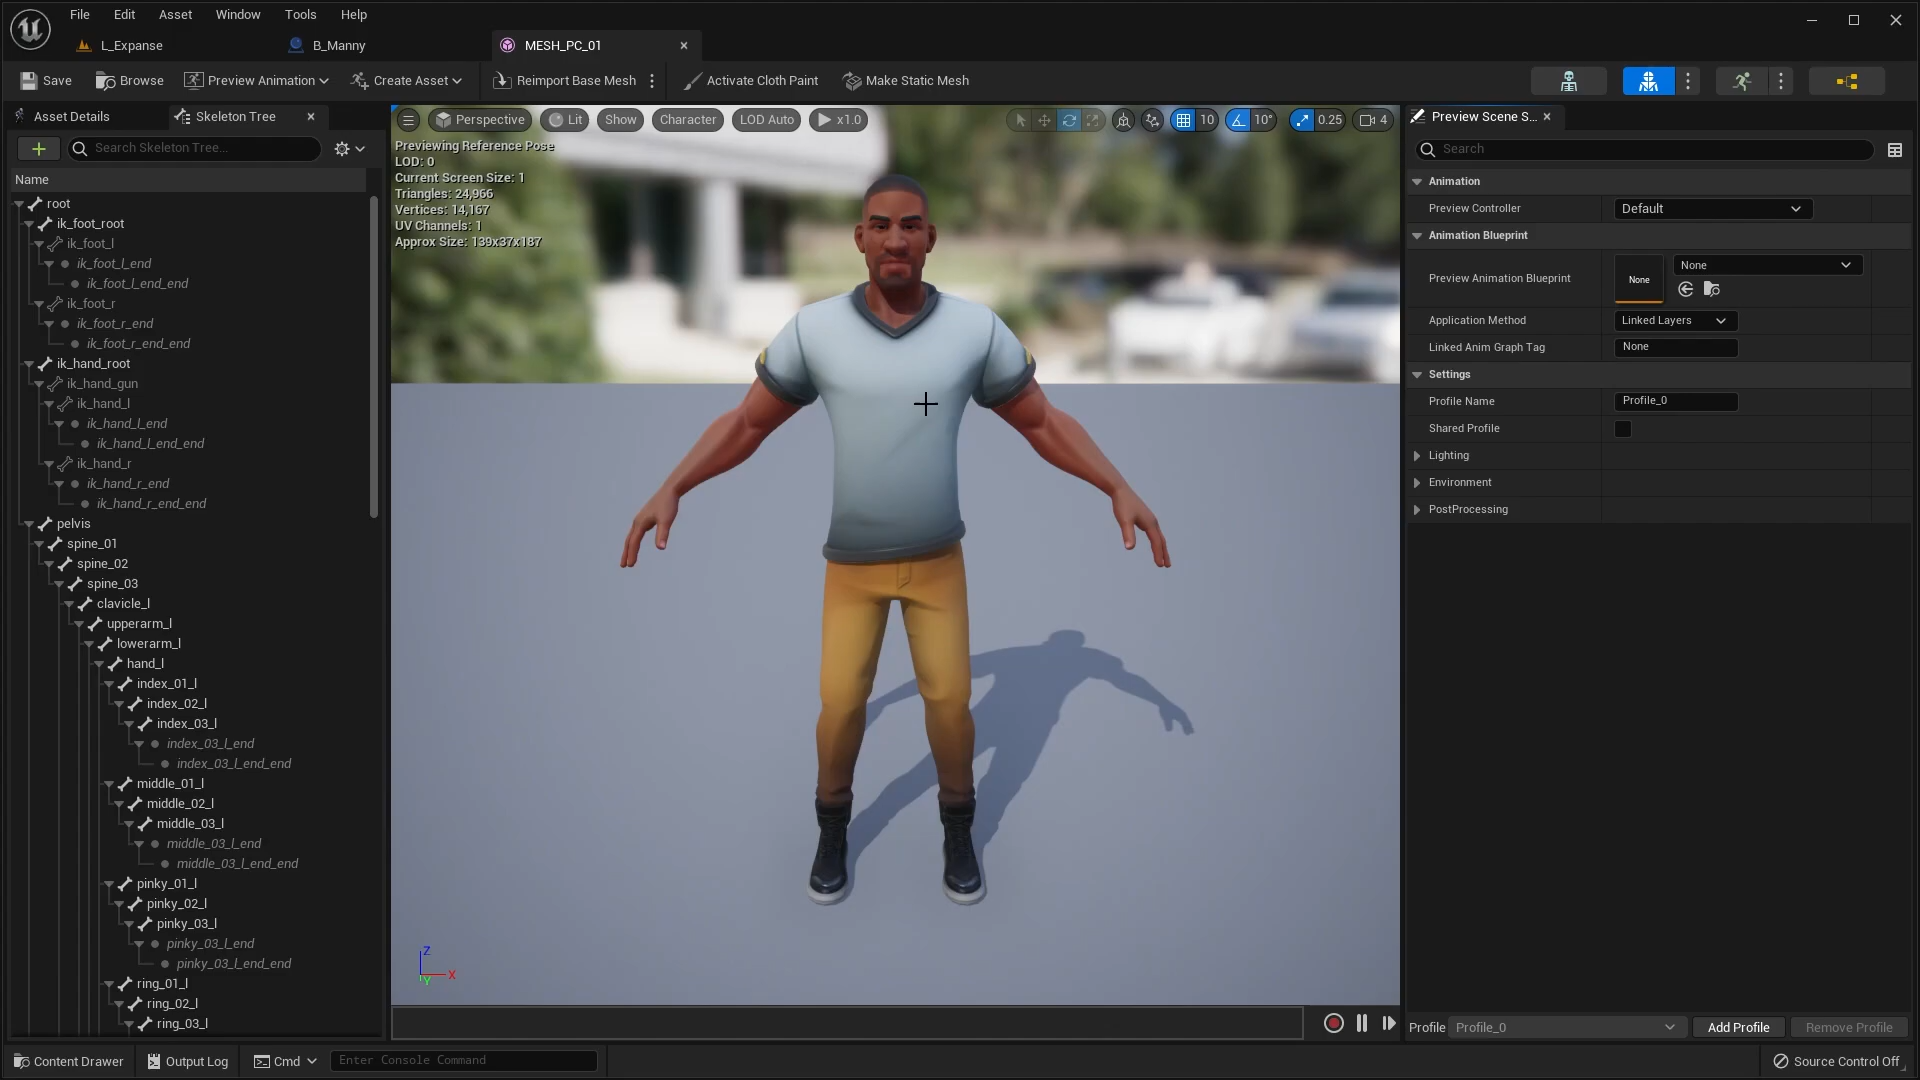 File Edit Asset Window Tools Help
L_Expanse B_Manny MESH_PC_01
Save Browse Preview Animation Create Asset Reimport Base Mesh Activate Cloth Paint Make Static Mesh
Asset Details Skeleton Tree
Search Skeleton Tree...
Name
root
ik_foot_root
ik_foot_l
ik_foot_l_end
ik_foot_l_end_end
ik_foot_r
ik_foot_r_end
ik_foot_r_end_end
ik_hand_root
ik_hand_gun
ik_hand_l
ik_hand_l_end
ik_hand_l_end_end
ik_hand_r
ik_hand_r_end
ik_hand_r_end_end
pelvis
spine_01
spine_02
spine_03
clavicle_l
upperarm_l
lowerarm_l
hand_l
index_01_l
index_02_l
index_03_l
index_03_l_end
index_03_l_end_end
middle_01_l
middle_02_l
middle_03_l
middle_03_l_end
middle_03_l_end_end
pinky_01_l
pinky_02_l
pinky_03_l
pinky_03_l_end
pinky_03_l_end_end
ring_01_l
ring_02_l
ring_03_l
Perspective Lit Show Character LOD Auto x1.0 10 10° 0.25 4
Previewing Reference Pose
LOD: 0
Current Screen Size: 1
Triangles: 24,966
Vertices: 14,167
UV Channels: 1
Approx Size: 139x37x187
Z
X
Y
Preview Scene S...
Search
Animation
Preview Controller Default
Animation Blueprint
Preview Animation Blueprint None None
Application Method Linked Layers
Linked Anim Graph Tag None
Settings
Profile Name Profile_0
Shared Profile
Lighting
Environment
PostProcessing
Profile Profile_0 Add Profile Remove Profile
Content Drawer Output Log Cmd Enter Console Command Source Control Off